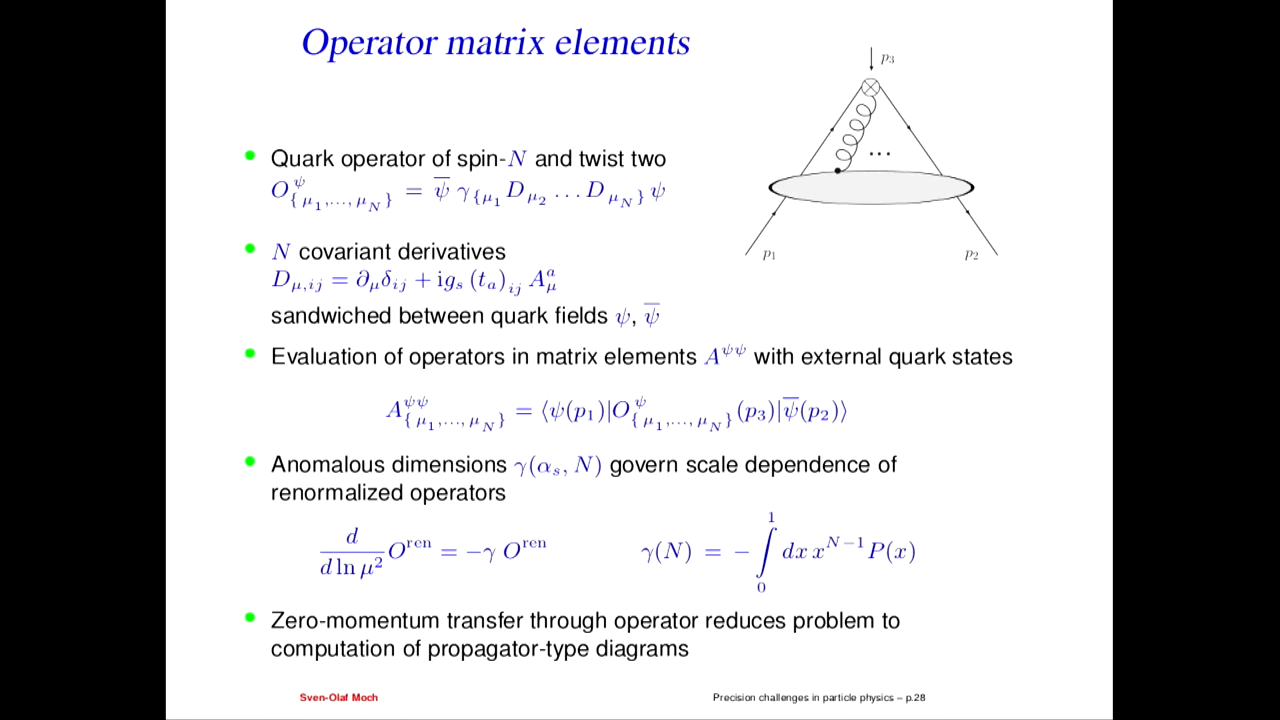 Operator matrix elements
p₃
...
p₁ p₂
Quark operator of spin-N and twist two
O^ψ_{μ₁,...,μ_N} = ψ̅ γ_{μ₁ D_{μ₂} ... D_{μ_N}} ψ
N covariant derivatives
D_{μ,ij} = ∂_μ δ_{ij} + ig_s (t_a)_{ij} A^a_μ
sandwiched between quark fields ψ, ψ̅
Evaluation of operators in matrix elements A^{ψψ} with external quark states
A^{ψψ}_{μ₁,...,μ_N} = ⟨ψ(p₁)|O^ψ_{μ₁,...,μ_N}(p₃)|ψ̅(p₂)⟩
Anomalous dimensions γ(α_s, N) govern scale dependence of
renormalized operators
d/(d ln μ²) O^ren = −γ O^ren    γ(N) = − ∫₀¹ dx x^{N−1} P(x)
Zero-momentum transfer through operator reduces problem to
computation of propagator-type diagrams
Sven-Olaf Moch    Precision challenges in particle physics – p.28